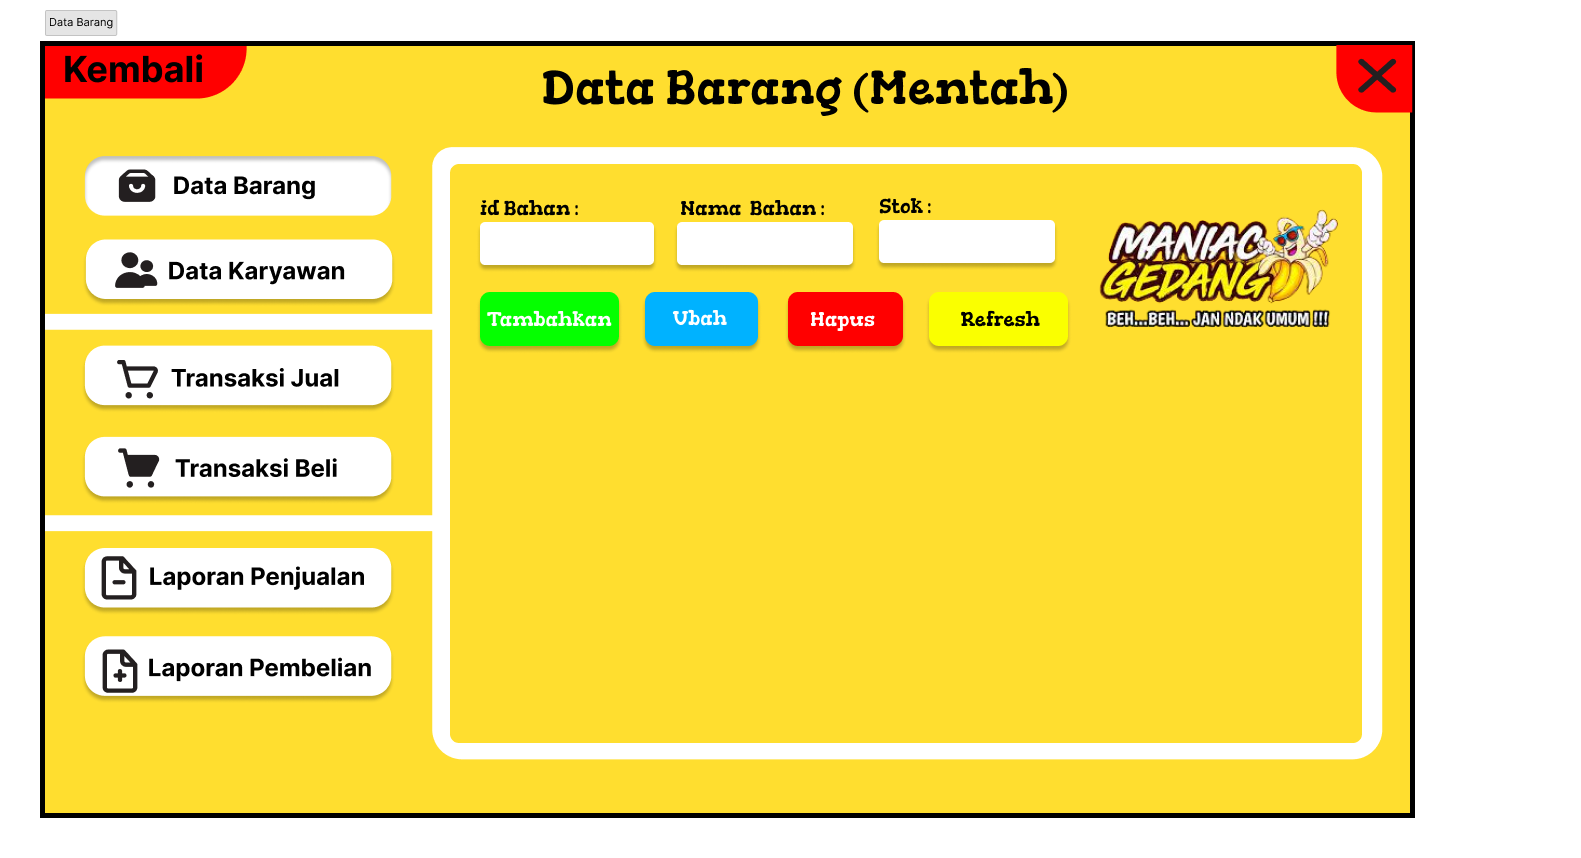 Data Barang
Kembali
Data Barang (Mentah)
Data Barang
Data Karyawan
Transaksi Jual
Transaksi Beli
Laporan Penjualan
Laporan Pembelian
id Bahan :
Nama Bahan :
Stok :
Tambahkan
Ubah
Hapus
Refresh
MANIAC
GEDANG
BEH...BEH... JAN NDAK UMUM !!!